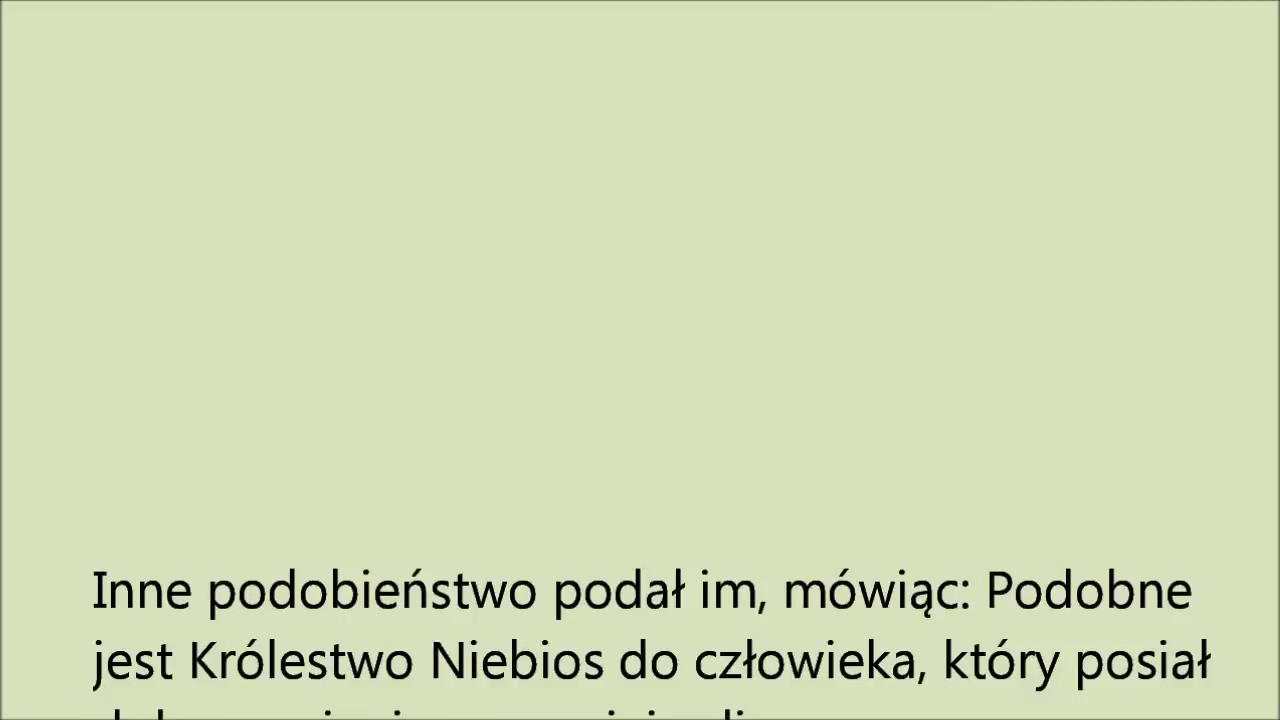 Inne podobieństwo podał im, mówiąc: Podobne
jest Królestwo Niebios do człowieka, który posiał